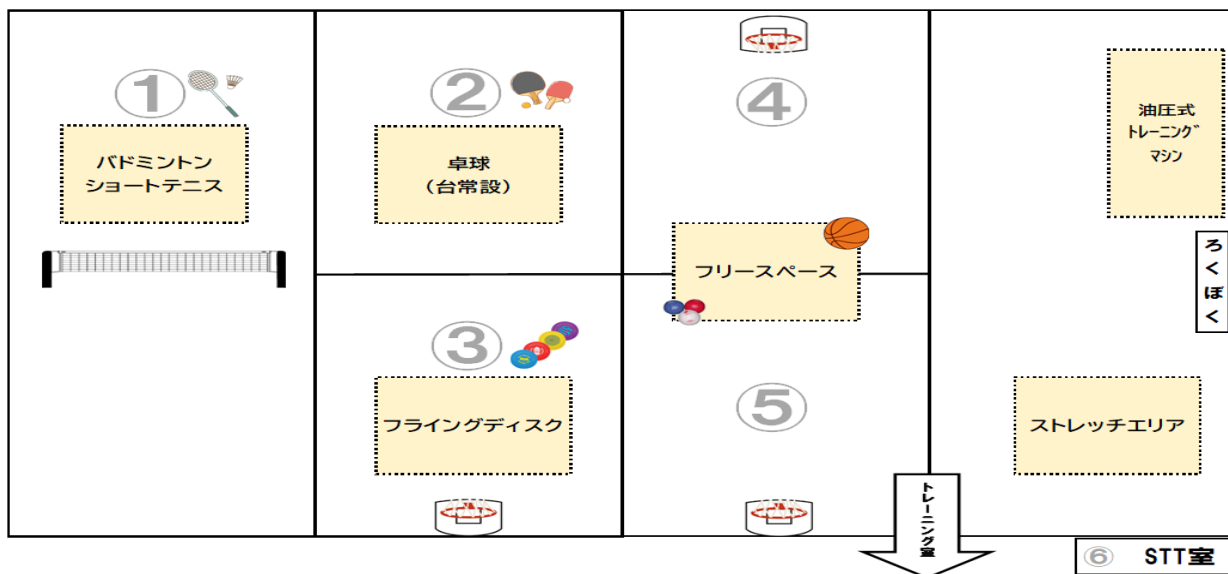 ①
バドミントン
ショートテニス
②
卓球
(台常設)
③
フライングディスク
④
フリースペース
⑤
油圧式
トレーニング
マシン
ろくぼく
ストレッチエリア
トレーニング室
⑥ STT室